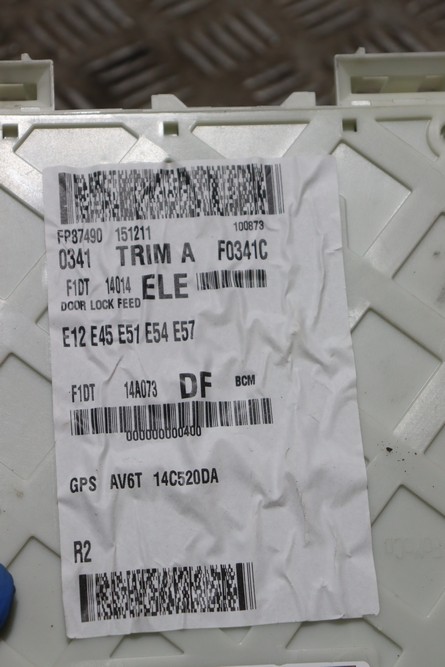 FP37490 151211 100873
0341 TRIM A F0341C
F1DT 14014 ELE
DOOR LOCK FEED
E12 E45 E51 E54 E57
F1DT 14A073 DF BCM
000000000400
GPS AV6T 14C520DA
R2